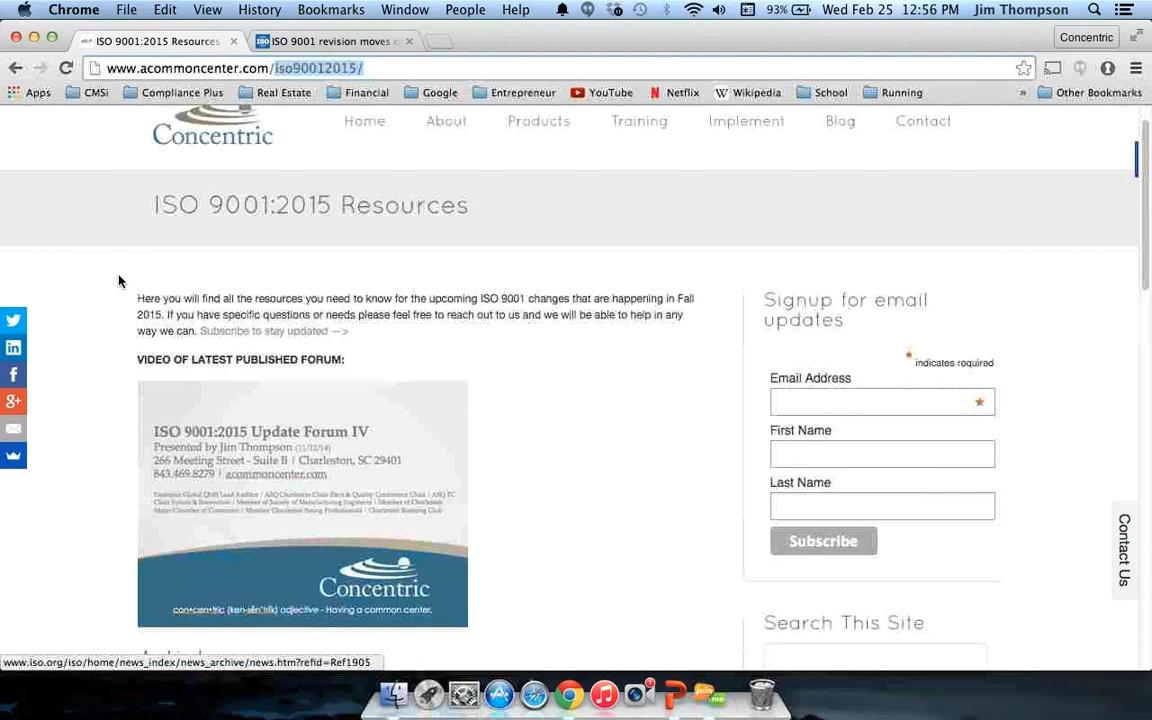 Chrome File Edit View History Bookmarks Window People Help 93% Wed Feb 25 12:56 PM Jim Thompson
ISO 9001:2015 Resources ISO 9001 revision moves Concentric
www.acommoncenter.com/iso90012015/
Apps CMSi Compliance Plus Real Estate Financial Google Entrepreneur YouTube Netflix W Wikipedia School Running » Other Bookmarks
Concentric
Home About Products Training Implement Blog Contact
ISO 9001:2015 Resources
Here you will find all the resources you need to know for the upcoming ISO 9001 changes that are happening in Fall
2015. If you have specific questions or needs please feel free to reach out to us and we will be able to help in any
way we can. Subscribe to stay updated —>
VIDEO OF LATEST PUBLISHED FORUM:
ISO 9001:2015 Update Forum IV
Presented by Jim Thompson (11/12/14)
266 Meeting Street - Suite B | Charleston, SC 29401
843.469.8279 | acommoncenter.com
Concentric
con•cen•tric (ken-sĕn'trĭk) adjective - Having a common center.
Signup for email
updates
* indicates required
Email Address
*
First Name
Last Name
Subscribe
Search This Site
Contact Us
www.iso.org/iso/home/news_index/news_archive/news.htm?refid=Ref1905